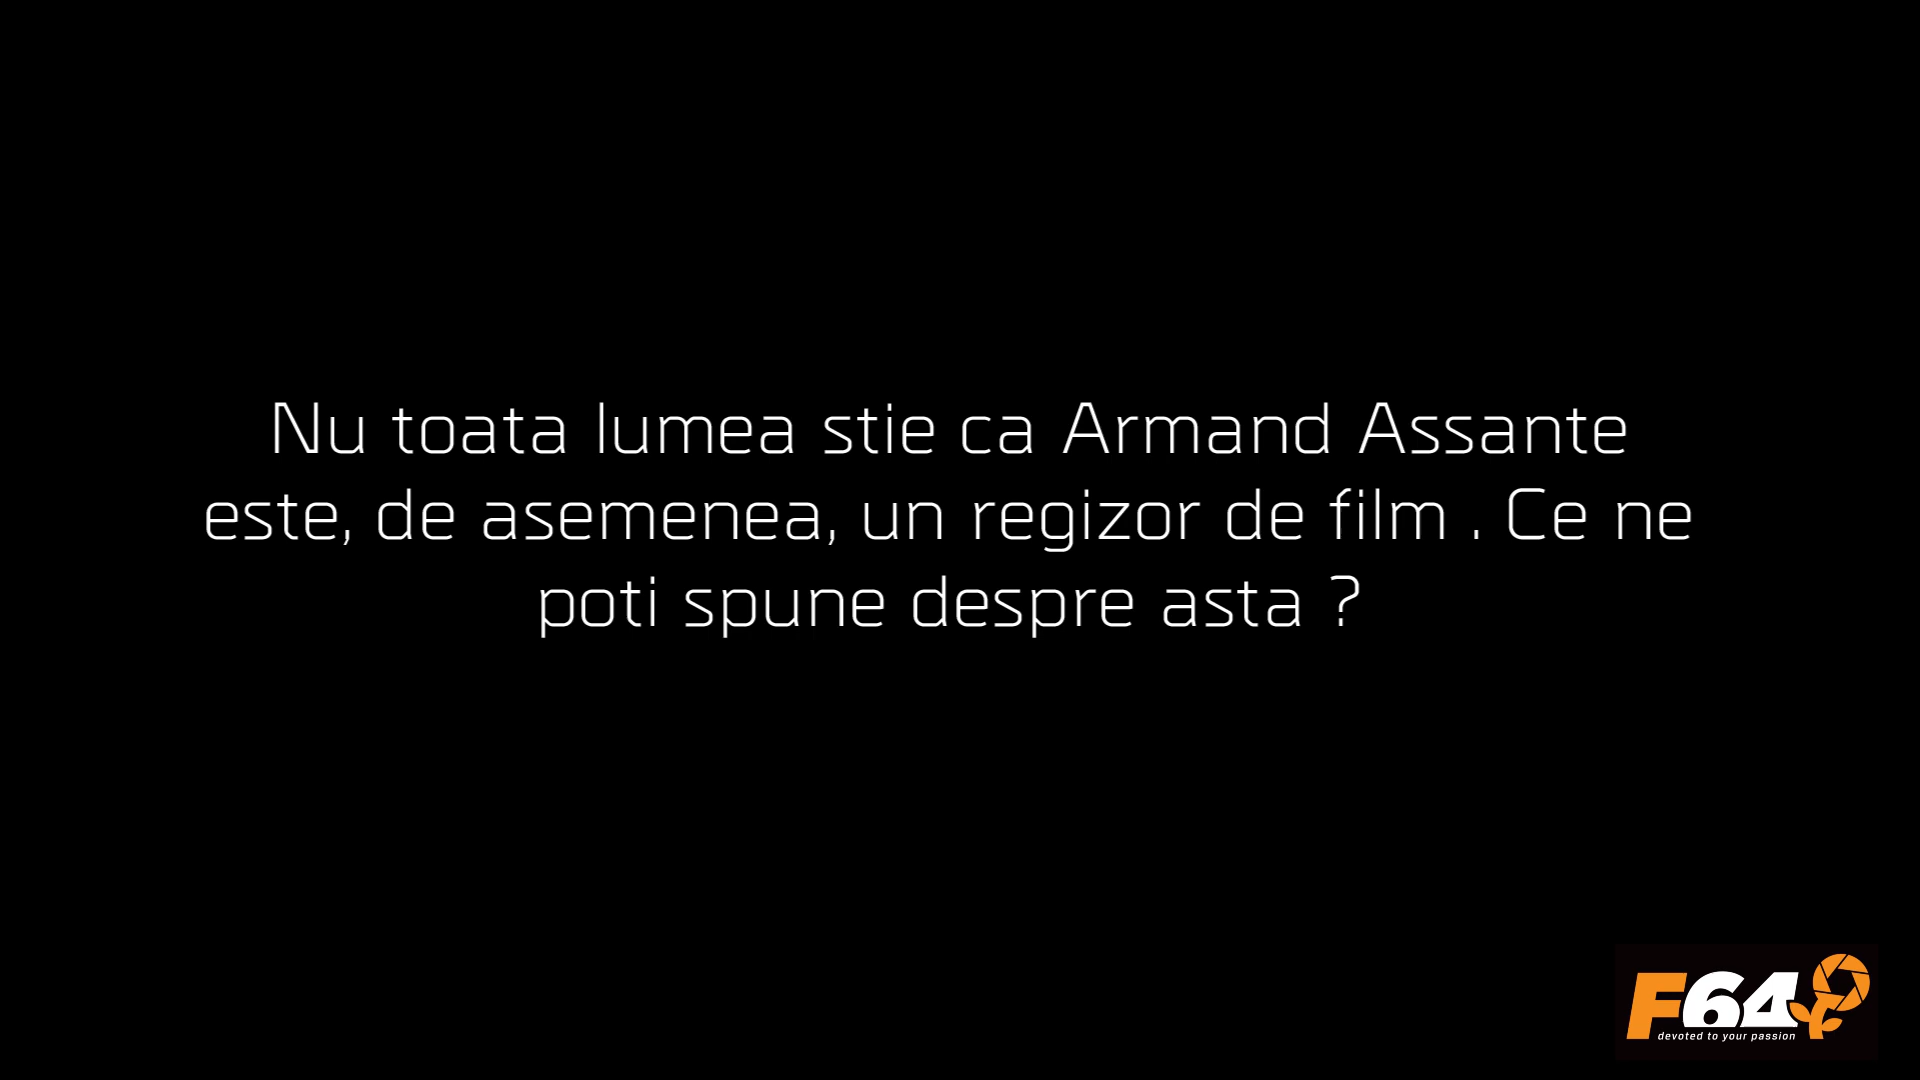 Nu toata lumea stie ca Armand Assante
este, de asemenea, un regizor de film . Ce ne
poti spune despre asta ?
F64
devoted to your passion